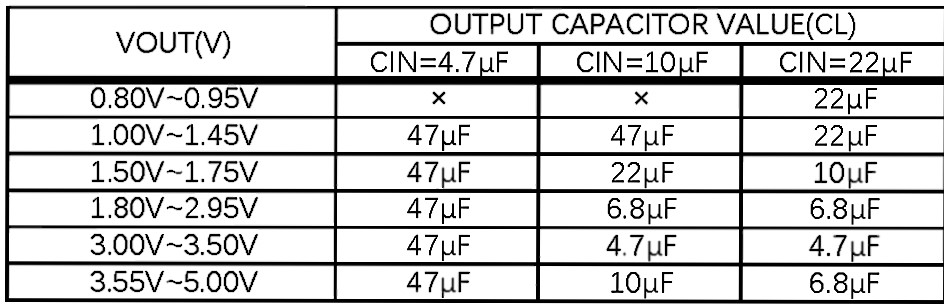 VOUT(V) OUTPUT CAPACITOR VALUE(CL)
CIN=4.7μF CIN=10μF CIN=22μF
0.80V~0.95V × × 22μF
1.00V~1.45V 47μF 47μF 22μF
1.50V~1.75V 47μF 22μF 10μF
1.80V~2.95V 47μF 6.8μF 6.8μF
3.00V~3.50V 47μF 4.7μF 4.7μF
3.55V~5.00V 47μF 10μF 6.8μF